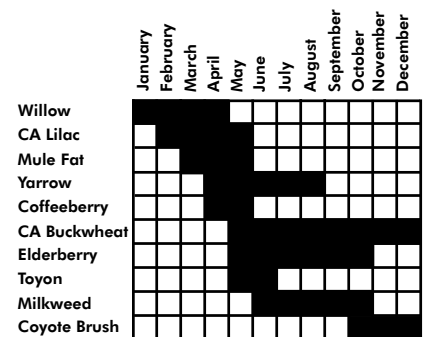 January
February
March
April
May
June
July
August
September
October
November
December
Willow
CA Lilac
Mule Fat
Yarrow
Coffeeberry
CA Buckwheat
Elderberry
Toyon
Milkweed
Coyote Brush